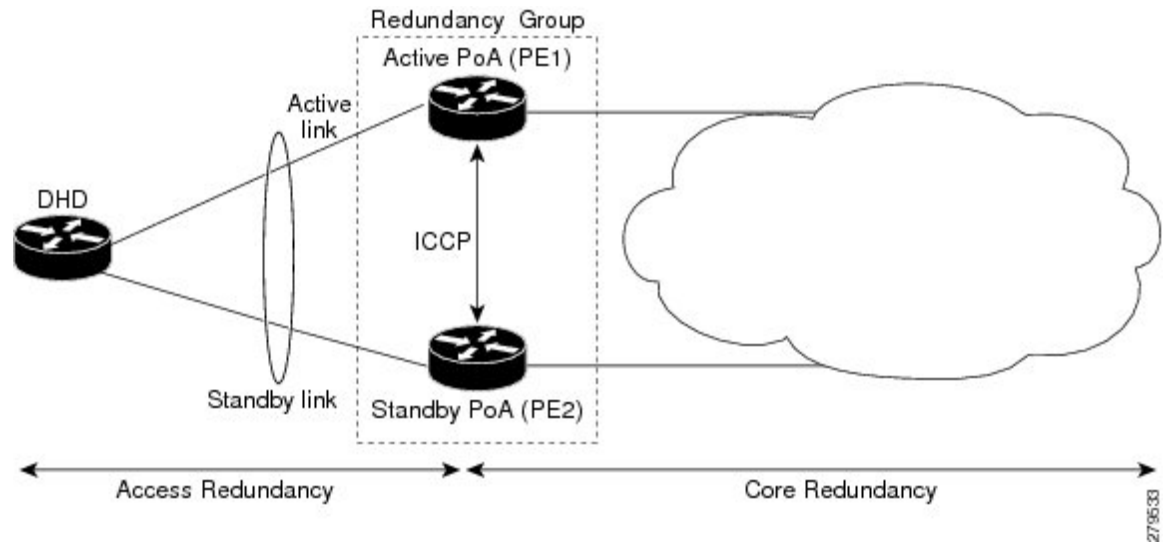 Redundancy Group
Active PoA (PE1)
Active
link
DHD
ICCP
Standby link
Standby PoA (PE2)
Access Redundancy
Core Redundancy
279533